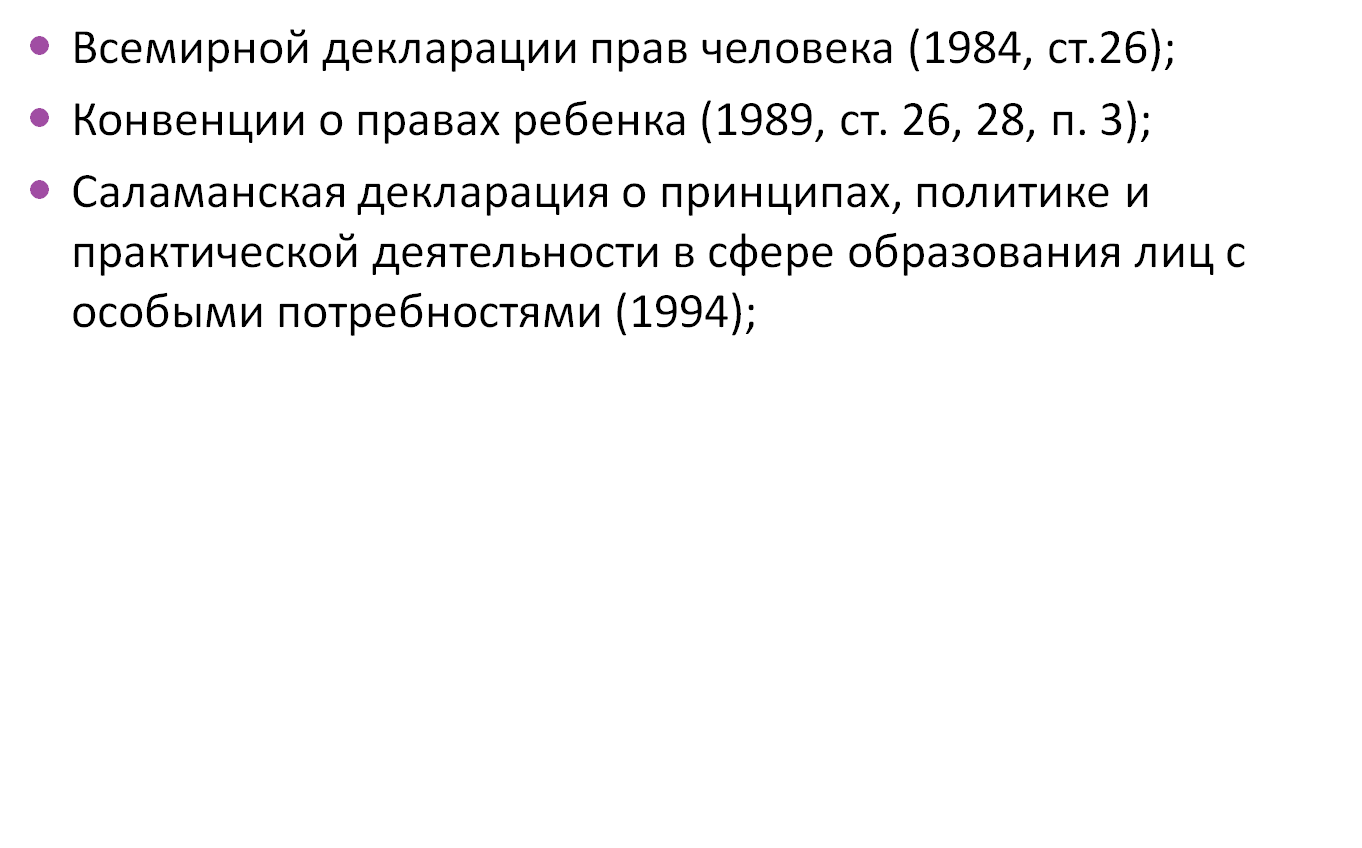 • Всемирной декларации прав человека (1984, ст.26);
• Конвенции о правах ребенка (1989, ст. 26, 28, п. 3);
• Саламанская декларация о принципах, политике и
практической деятельности в сфере образования лиц с
особыми потребностями (1994);